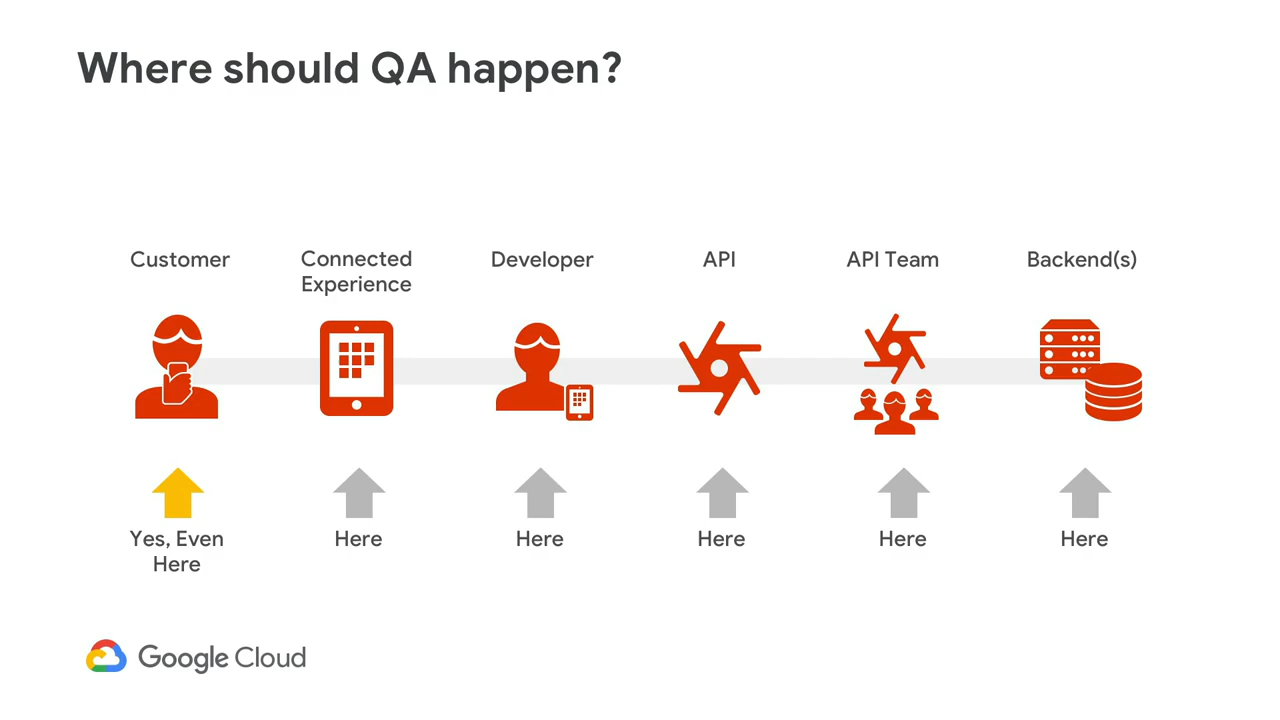 Where should QA happen?
Customer
Connected
Experience
Developer
API
API Team
Backend(s)
Yes, Even
Here
Here
Here
Here
Here
Here
Google Cloud